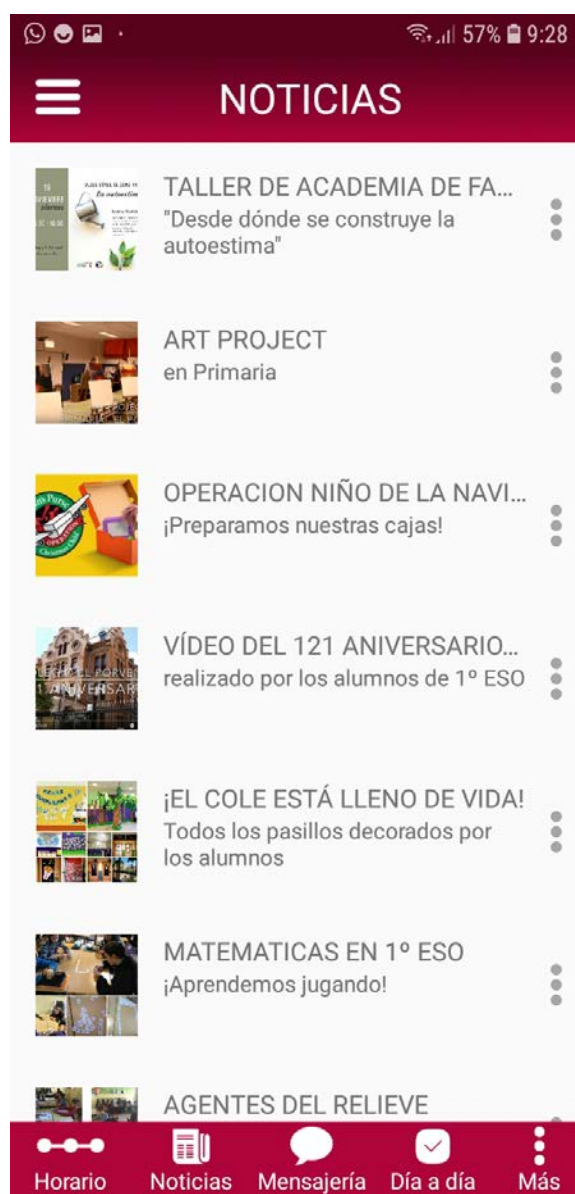 57% 9:28
NOTICIAS
TALLER DE ACADEMIA DE FA...
"Desde dónde se construye la
autoestima"
ART PROJECT
en Primaria
OPERACION NIÑO DE LA NAVI...
¡Preparamos nuestras cajas!
VÍDEO DEL 121 ANIVERSARIO...
realizado por los alumnos de 1º ESO
¡EL COLE ESTÁ LLENO DE VIDA!
Todos los pasillos decorados por
los alumnos
MATEMATICAS EN 1º ESO
¡Aprendemos jugando!
AGENTES DEL RELIEVE
Horario Noticias Mensajería Día a día Más